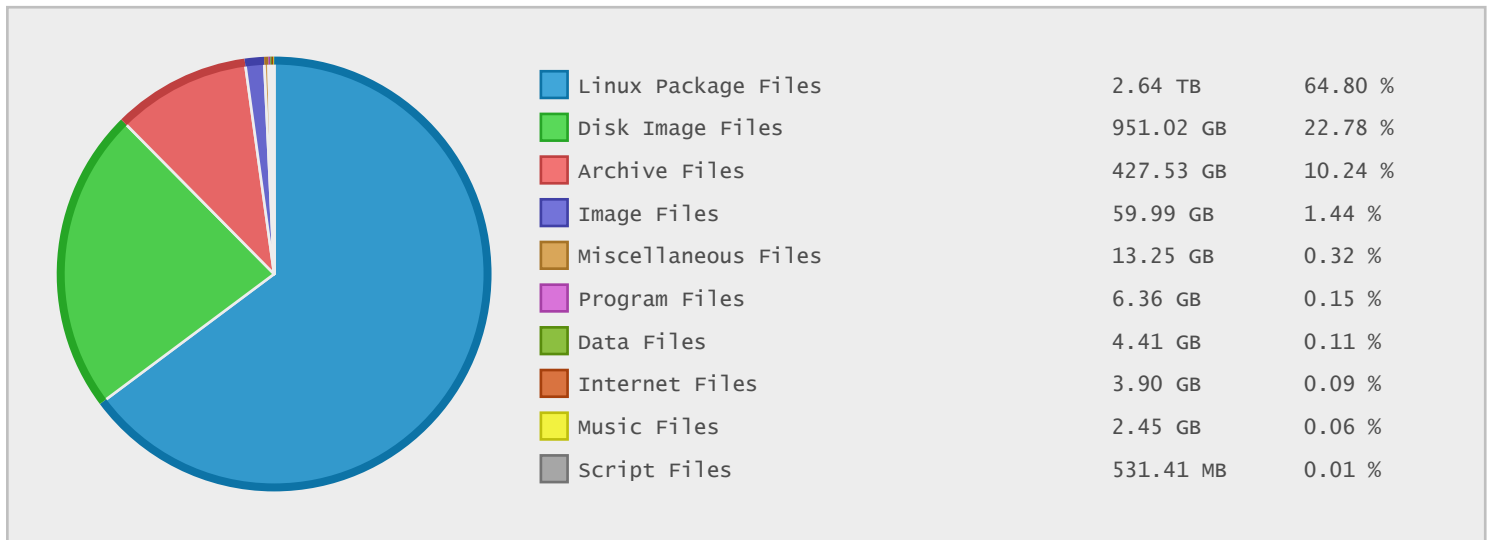 Linux Package Files 2.64 TB 64.80 %
Disk Image Files 951.02 GB 22.78 %
Archive Files 427.53 GB 10.24 %
Image Files 59.99 GB 1.44 %
Miscellaneous Files 13.25 GB 0.32 %
Program Files 6.36 GB 0.15 %
Data Files 4.41 GB 0.11 %
Internet Files 3.90 GB 0.09 %
Music Files 2.45 GB 0.06 %
Script Files 531.41 MB 0.01 %